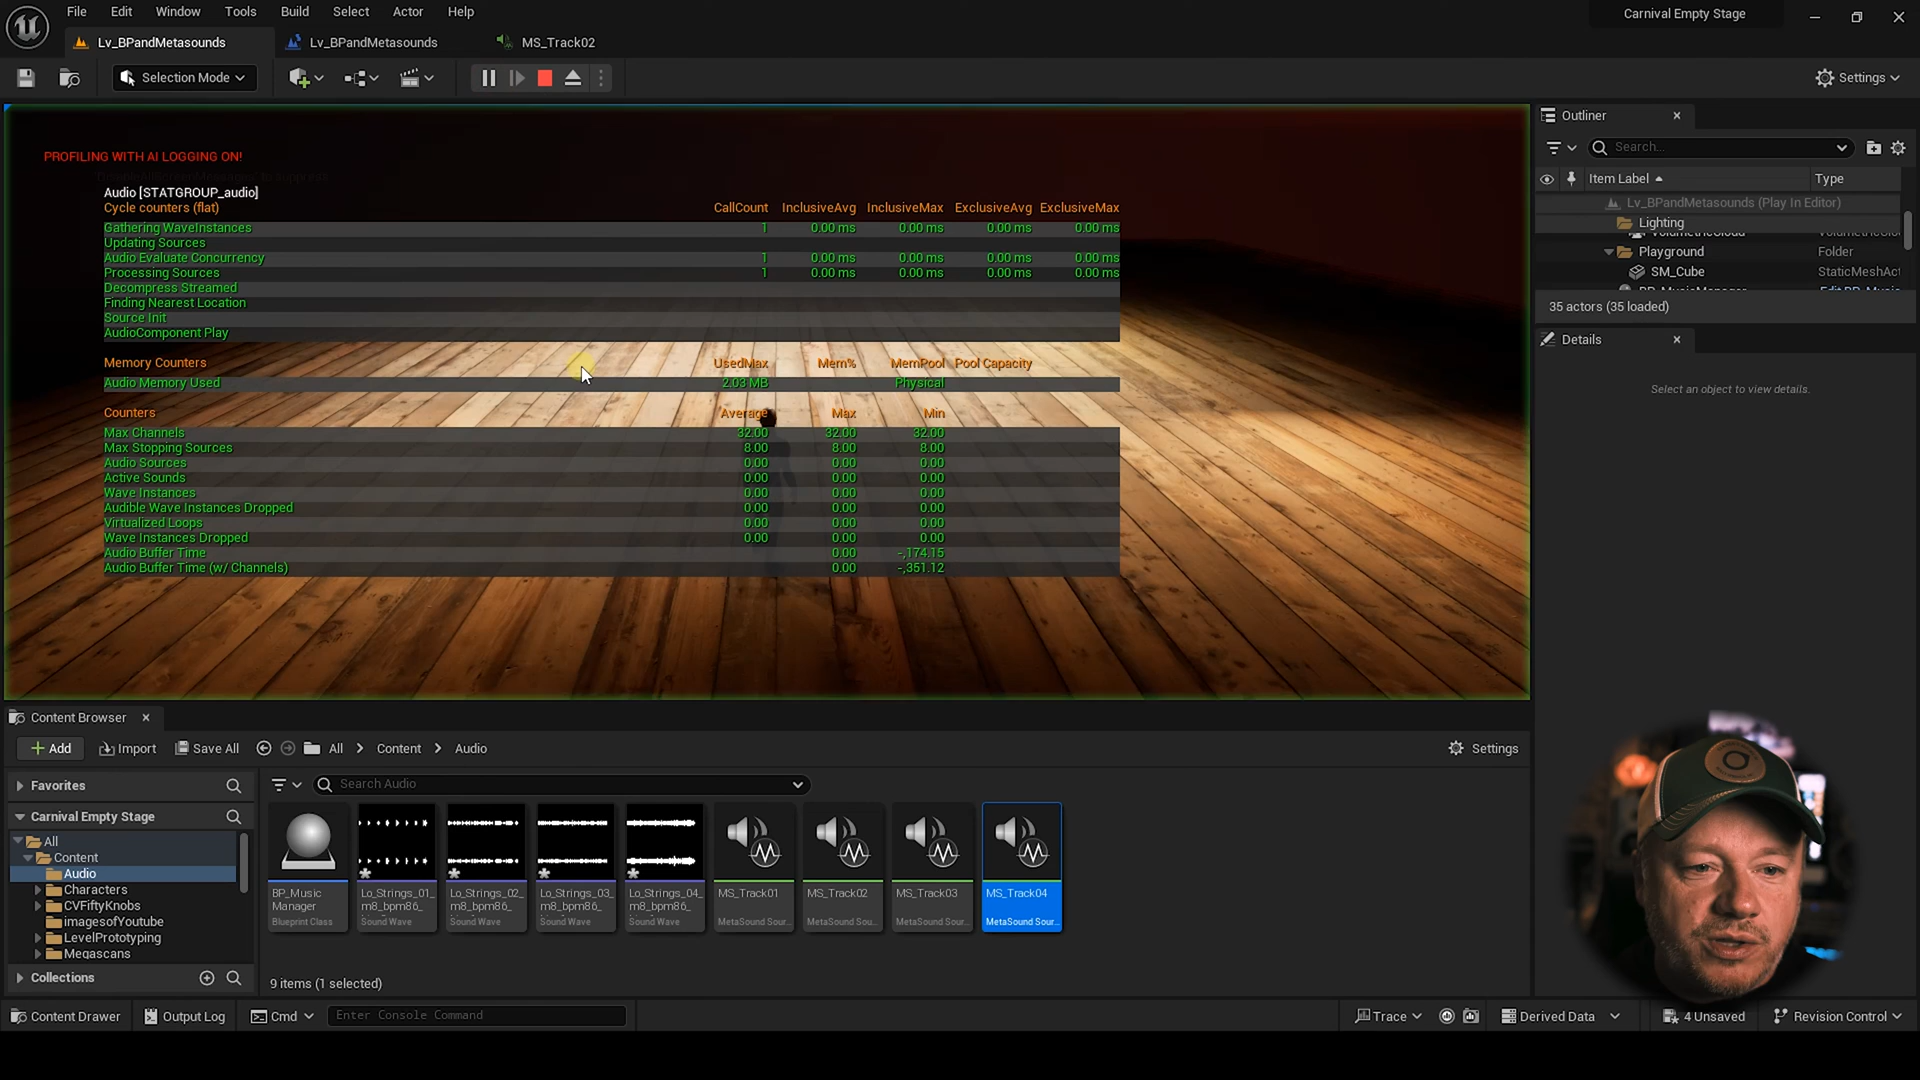 File Edit Window Tools Build Select Actor Help
Carnival Empty Stage
Lv_BPandMetasounds
Lv_BPandMetasounds
MS_Track02
Selection Mode
Settings
PROFILING WITH AI LOGGING ON!
Audio [STATGROUP_audio]
Cycle counters (flat) CallCount InclusiveAvg InclusiveMax ExclusiveAvg ExclusiveMax
Gathering WaveInstances 1 0.00 ms 0.00 ms 0.00 ms 0.00 ms
Updating Sources
Audio Evaluate Concurrency 1 0.00 ms 0.00 ms 0.00 ms 0.00 ms
Processing Sources 1 0.00 ms 0.00 ms 0.00 ms 0.00 ms
Decompress Streamed
Finding Nearest Location
Source Init
AudioComponent Play
Memory Counters UsedMax Mem% MemPool Pool Capacity
Audio Memory Used 2.03 MB Physical
Counters Average Max Min
Max Channels 32.00 32.00 32.00
Max Stopping Sources 8.00 8.00 8.00
Audio Sources 0.00 0.00 0.00
Active Sounds 0.00 0.00 0.00
Wave Instances 0.00 0.00 0.00
Audible Wave Instances Dropped 0.00 0.00 0.00
Virtualized Loops 0.00 0.00 0.00
Wave Instances Dropped 0.00 0.00 0.00
Audio Buffer Time 0.00 -,174.15
Audio Buffer Time (w/ Channels) 0.00 -,351.12
Outliner
Search...
Item Label Type
Lv_BPandMetasounds (Play In Editor)
Lighting
Playground Folder
SM_Cube StaticMeshAct
35 actors (35 loaded)
Details
Select an object to view details.
Content Browser
Add Import Save All All > Content > Audio Settings
Favorites
Search Audio
Carnival Empty Stage
All
Content
Audio
Characters
CVFiftyKnobs
imagesofYoutube
LevelPrototyping
Megascans
Collections
BP_Music Manager
Blueprint Class
Lo_Strings_01_
m8_bpm86_
Sound Wave
Lo_Strings_02_
m8_bpm86_
Sound Wave
Lo_Strings_03_
m8_bpm86_
Sound Wave
Lo_Strings_04_
m8_bpm86_
Sound Wave
MS_Track01
MetaSound Sour...
MS_Track02
MetaSound Sour...
MS_Track03
MetaSound Sour...
MS_Track04
MetaSound Sour...
9 items (1 selected)
Content Drawer Output Log Cmd Enter Console Command Trace Derived Data 4 Unsaved Revision Control